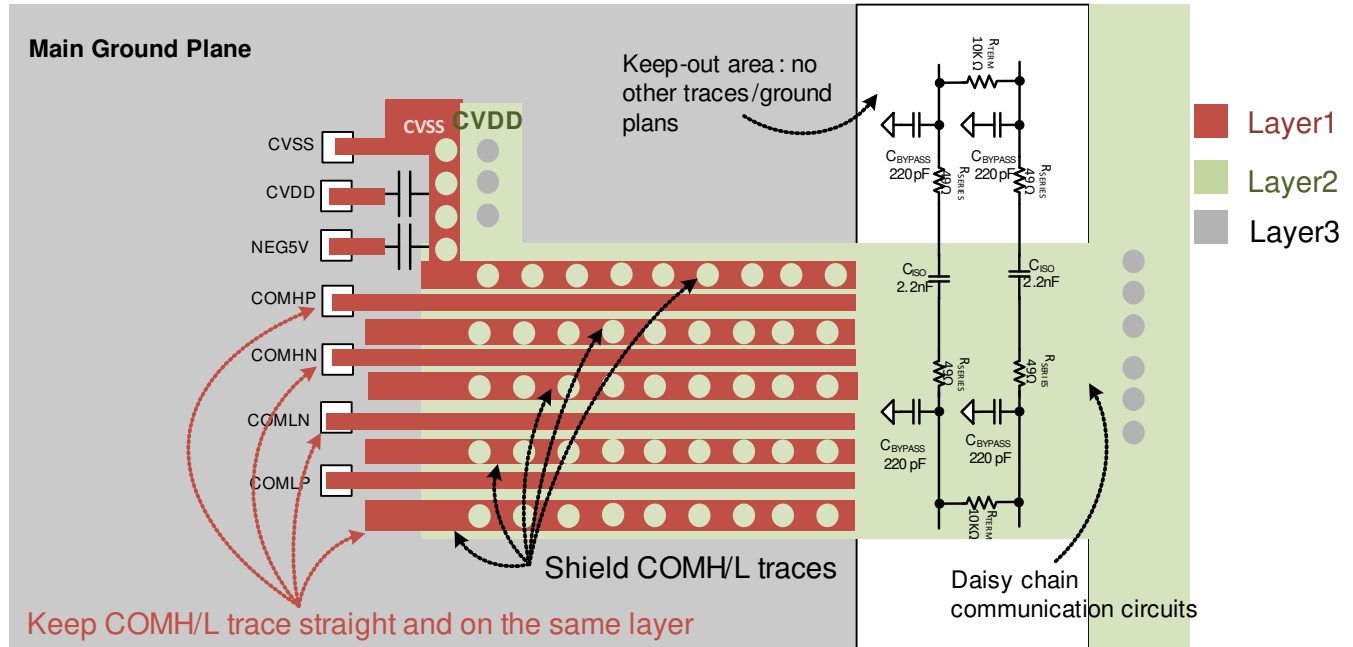 Main Ground Plane
Keep-out area: no
other traces/ground
plans
RTERM
10KΩ
CVSS
CVDD
Layer1
CVSS
CBYPASS
220 pF
CBYPASS
220 pF
RSERIES
49Ω
RSERIES
49Ω
Layer2
CVDD
Layer3
NEG5V
CISO
2.2nF
CISO
2.2nF
COMHP
COMHN
RSERIES
49Ω
RSERIES
49Ω
COMLN
CBYPASS
220 pF
CBYPASS
220 pF
COMLP
RTERM
10KΩ
Shield COMH/L traces
Daisy chain
communication circuits
Keep COMH/L trace straight and on the same layer